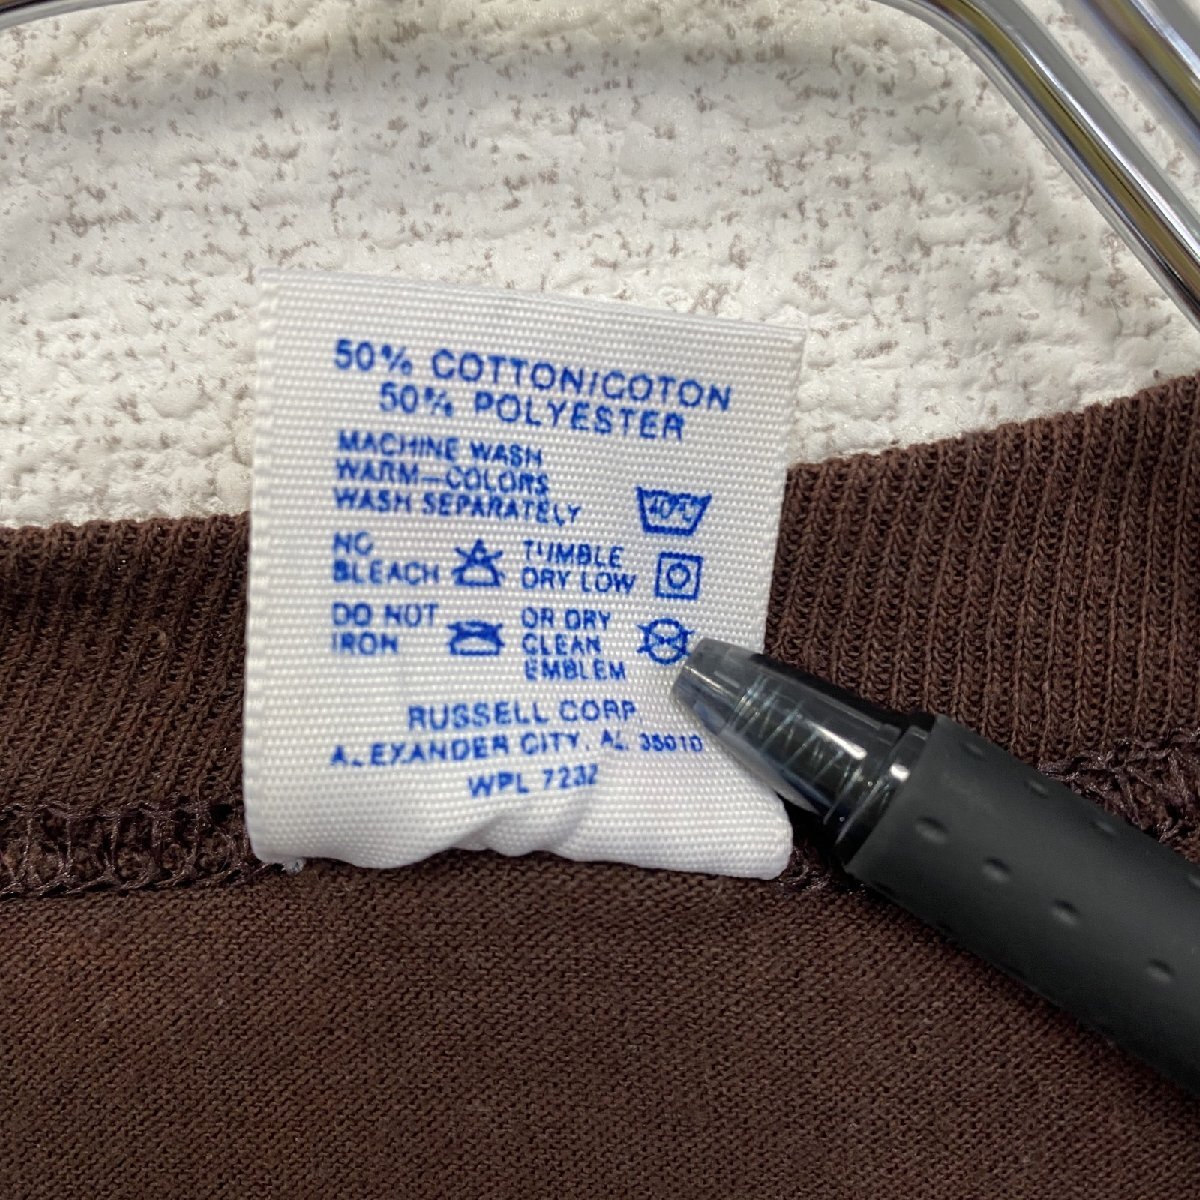 50% COTTON/COTON
50% POLYESTER
MACHINE WASH
WARM—COLORS
WASH SEPARATELY
40°C
NO
BLEACH
TUMBLE
DRY LOW
DO NOT
IRON
OR DRY
CLEAN
EMBLEM
RUSSELL CORP
ALEXANDER CITY, AL. 35010
WPL 7232